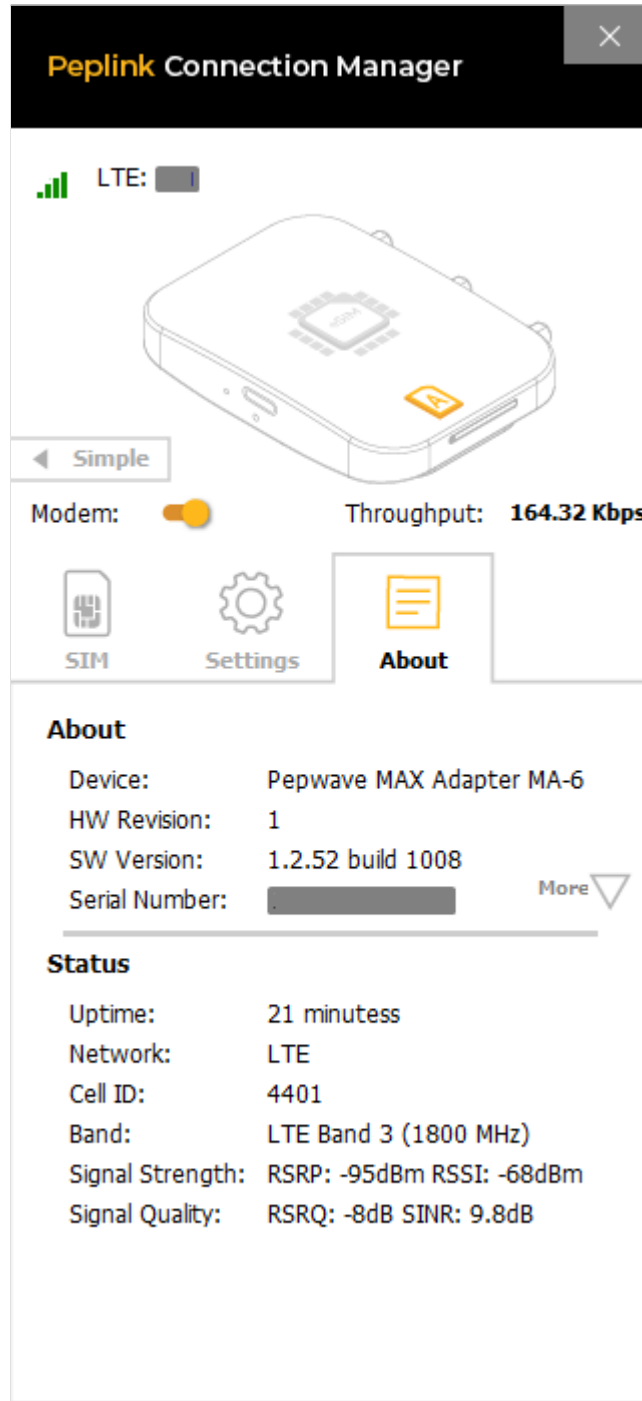 Peplink Connection Manager
LTE:
eSIM
A
Simple
Modem: Throughput: 164.32 Kbps
SIM Settings About
About
Device: Pepwave MAX Adapter MA-6
HW Revision: 1
SW Version: 1.2.52 build 1008
Serial Number: More
Status
Uptime: 21 minutess
Network: LTE
Cell ID: 4401
Band: LTE Band 3 (1800 MHz)
Signal Strength: RSRP: -95dBm RSSI: -68dBm
Signal Quality: RSRQ: -8dB SINR: 9.8dB